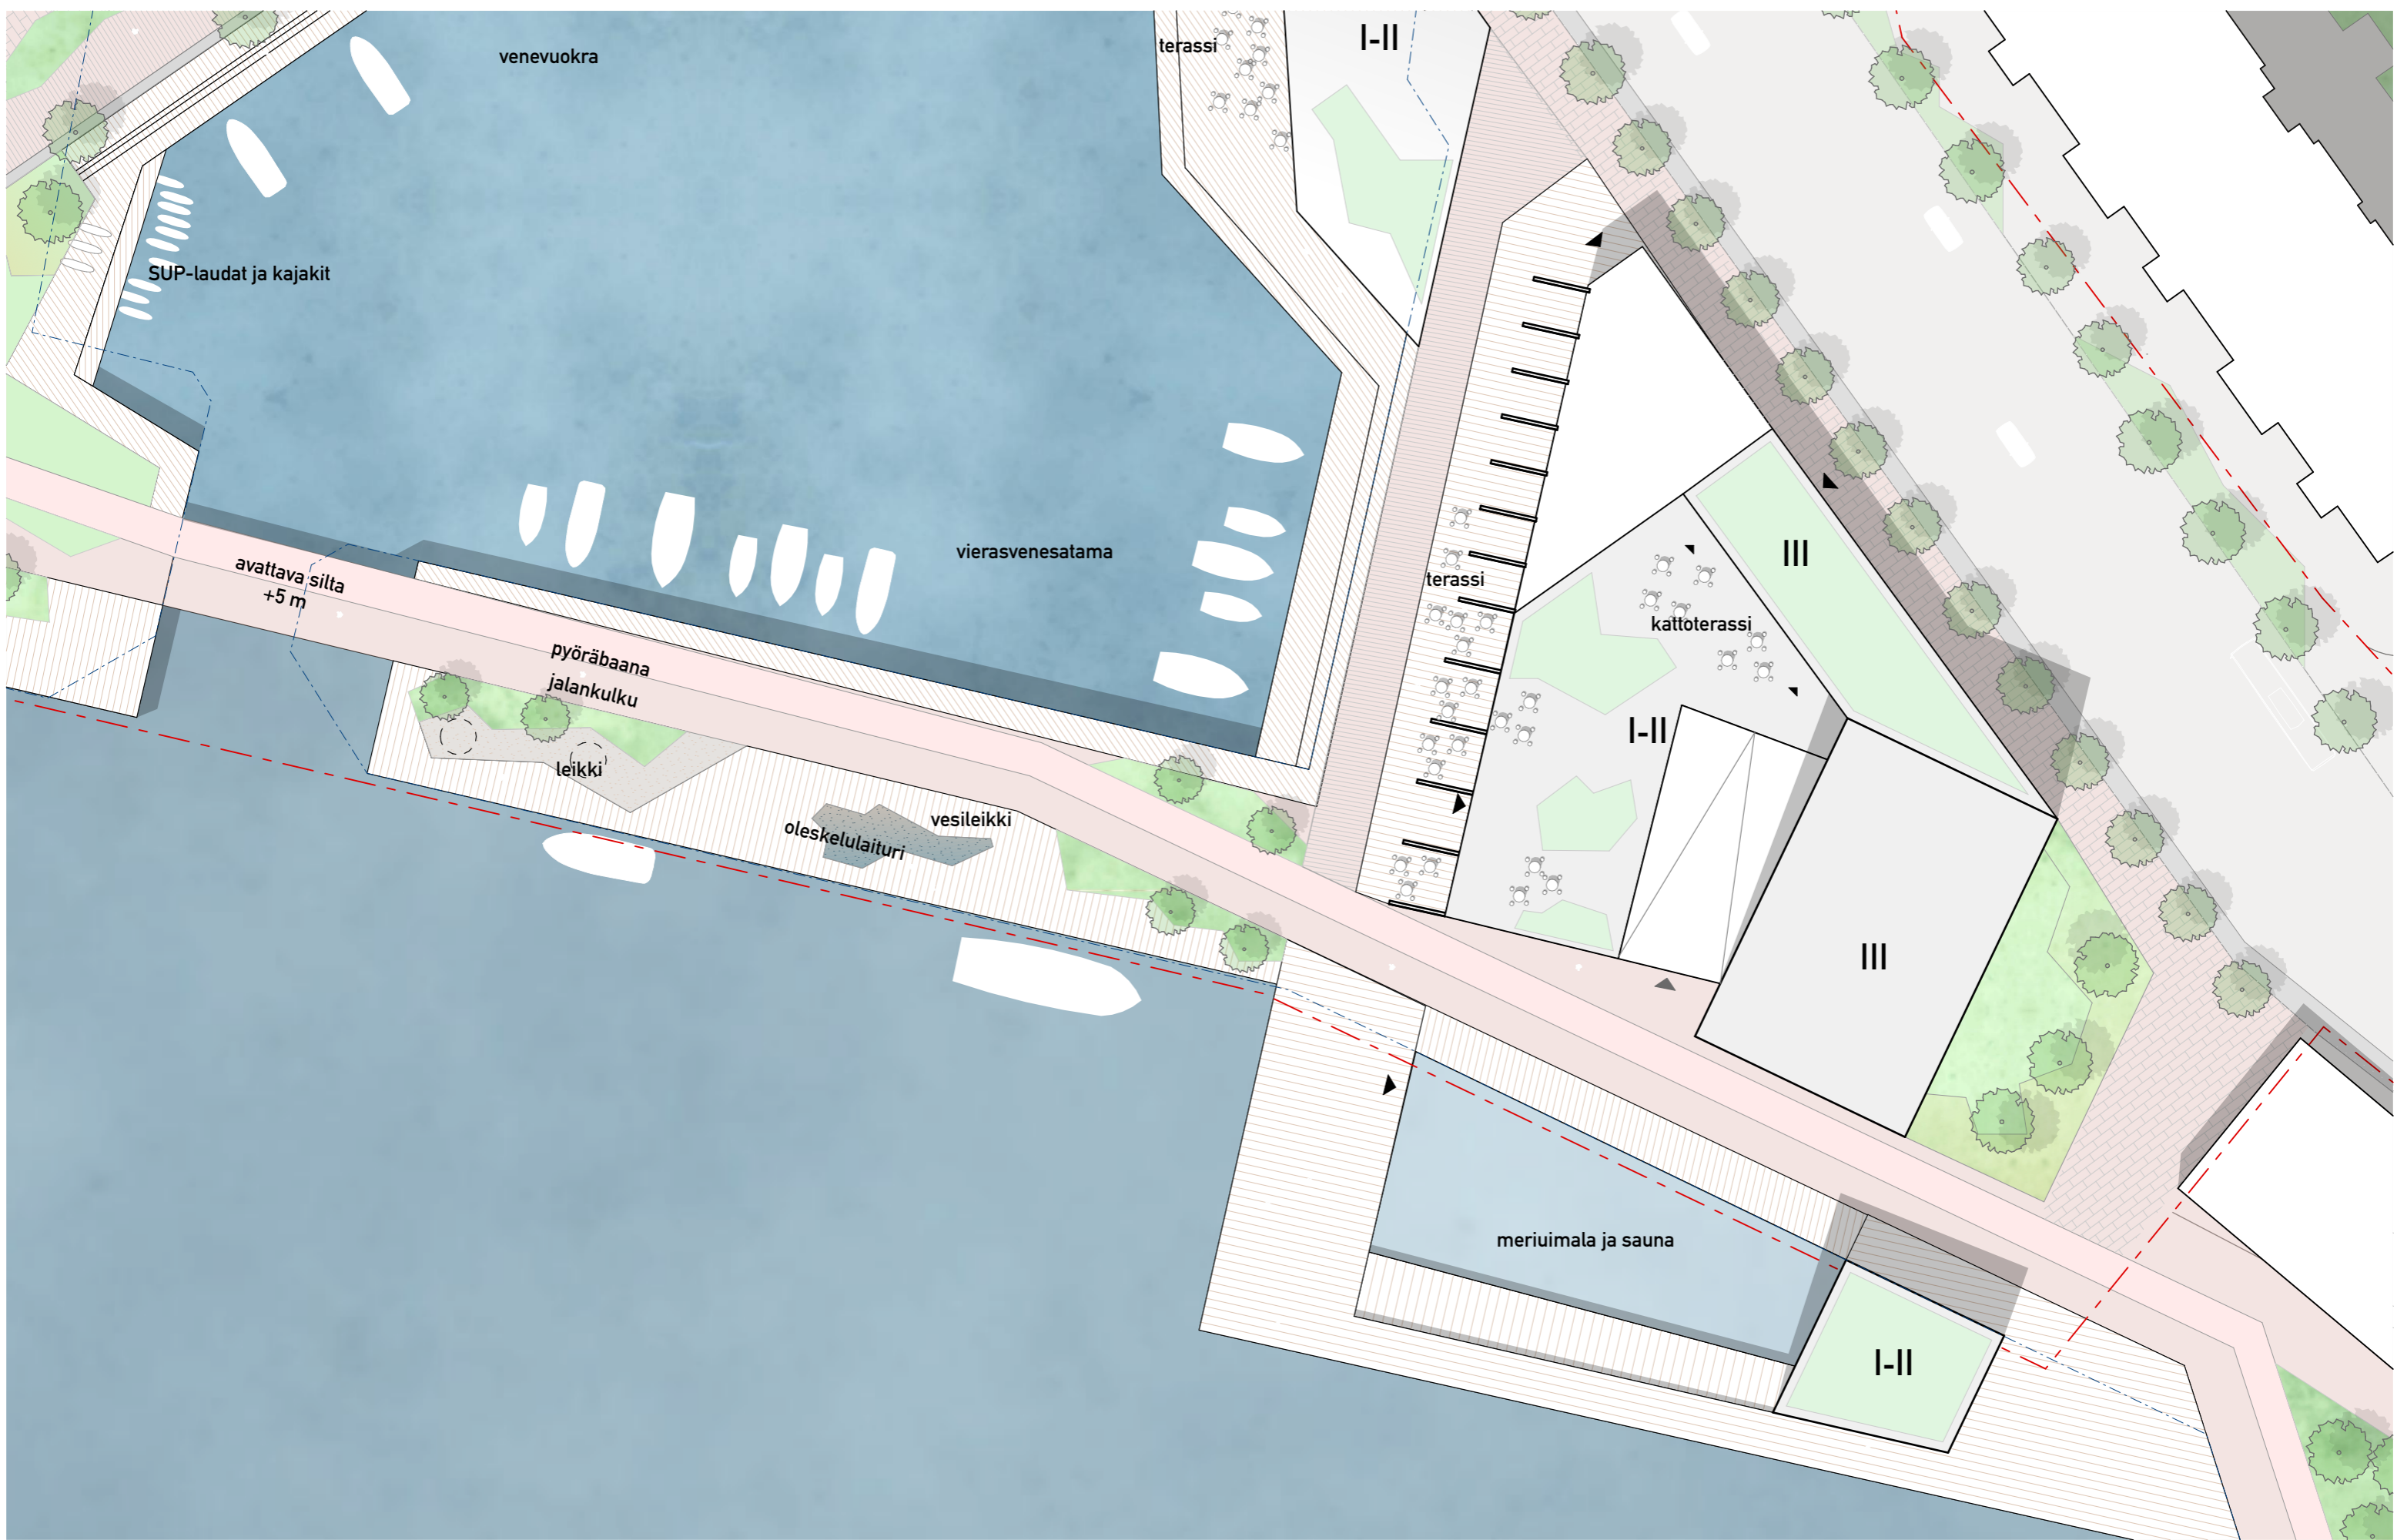 terassi
I-II
venevuokra
SUP-laudat ja kajakit
vierasvenesatama
III
avattava silta
+5 m
terassi
kattoterassi
pyöräbaana
jalankulku
I-II
leikki
vesileikki
oleskelulaituri
III
meriuimala ja sauna
I-II